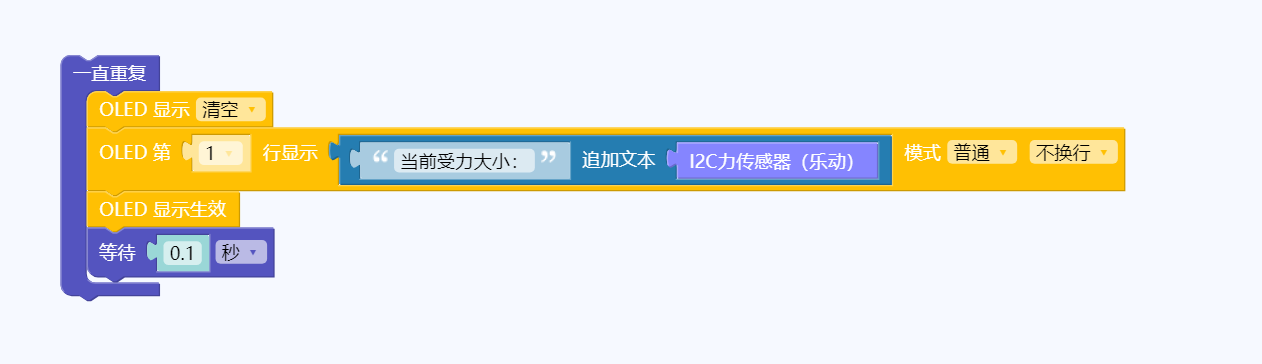 一直重复
OLED 显示 清空
OLED 第 1 行显示 “ 当前受力大小: ” 追加文本 I2C力传感器（乐动） 模式 普通 不换行
OLED 显示生效
等待 0.1 秒